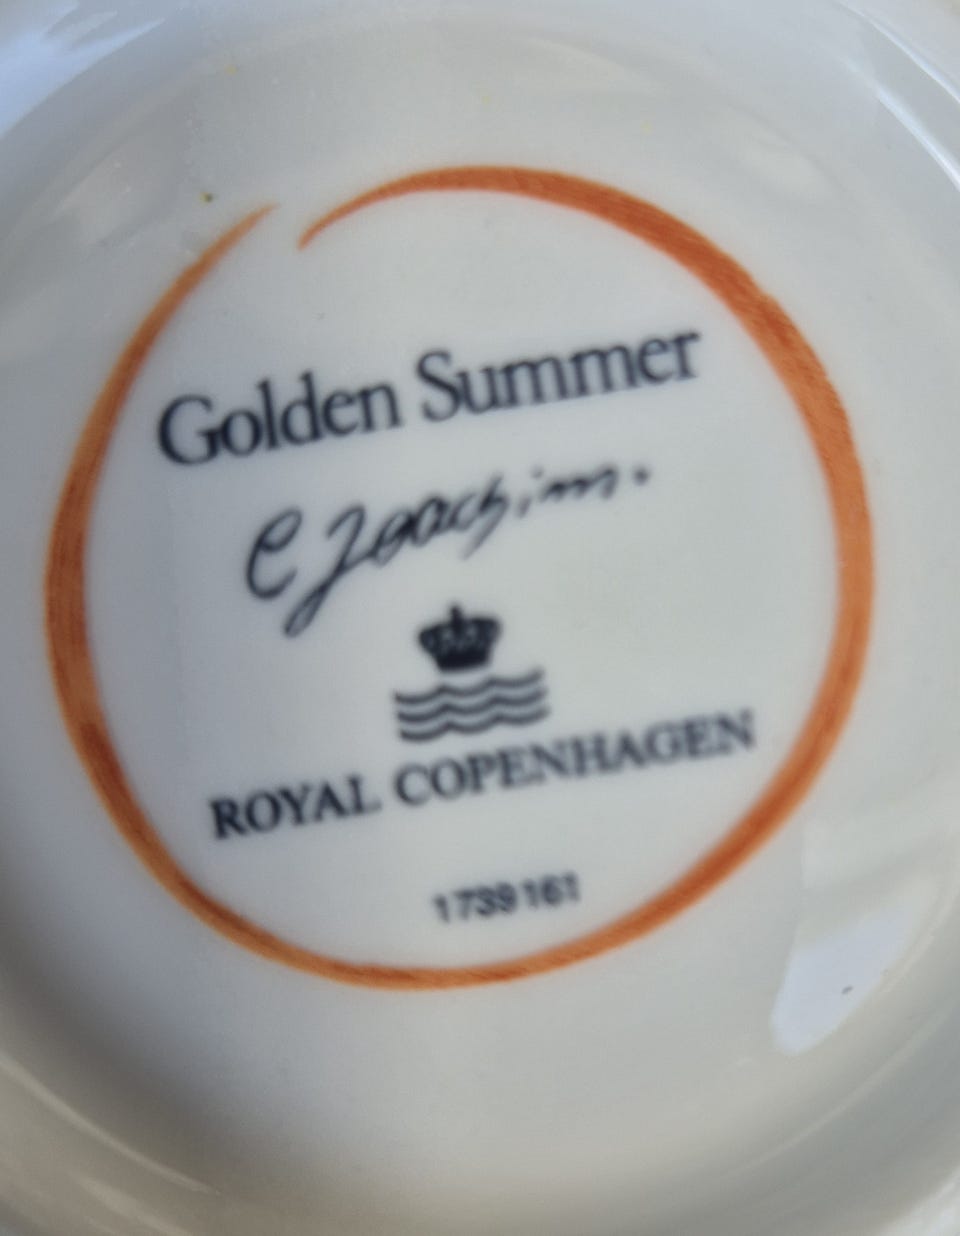 Golden Summer
C Joachim.
ROYAL COPENHAGEN
1739161